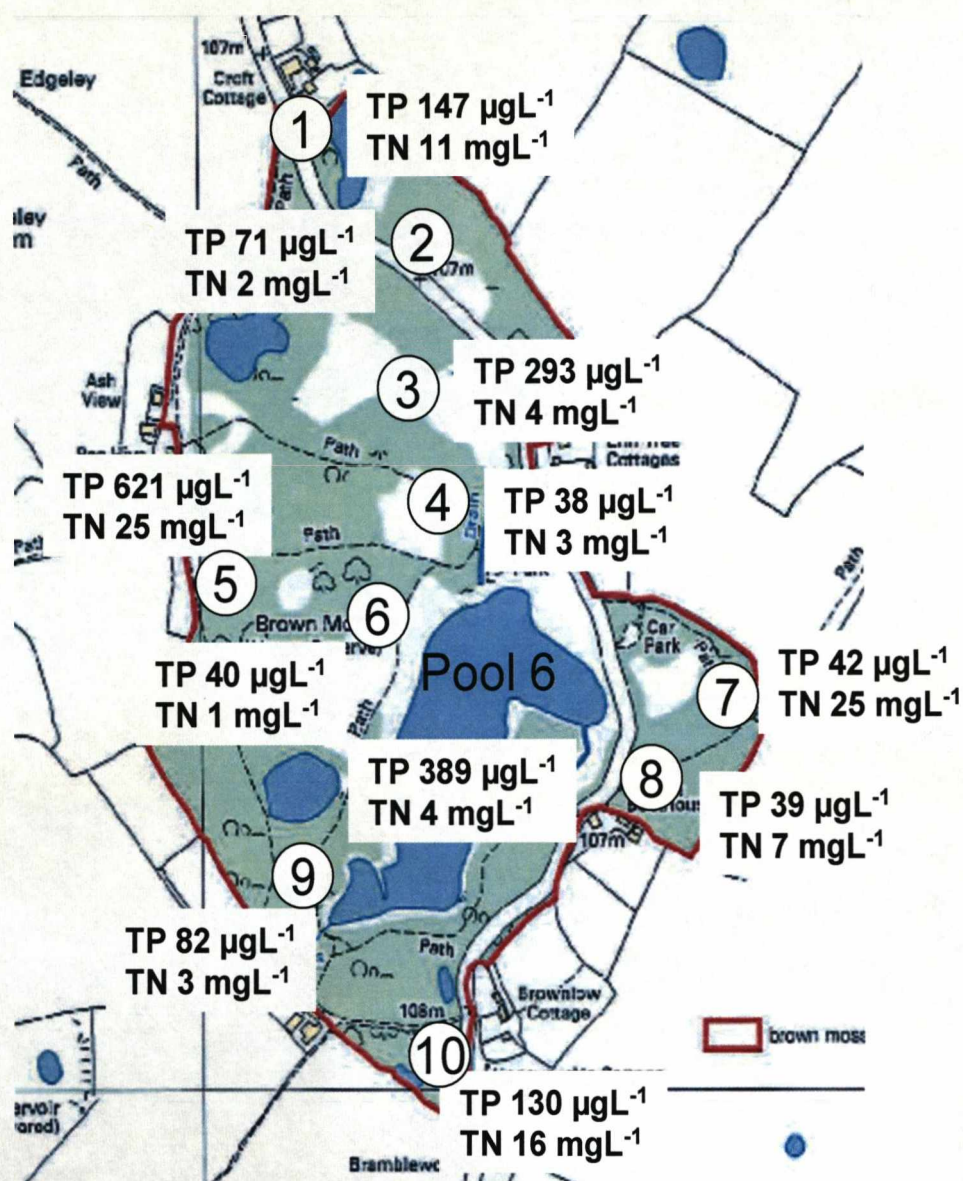 107m
Edgeley
Croft
Cottage
1
TP 147 µgL-1
TN 11 mgL-1
Path
Path
TP 71 µgL-1
TN 2 mgL-1
2
07m
3
TP 293 µgL-1
TN 4 mgL-1
Ash
View
Path
Cottages
TP 621 µgL-1
TN 25 mgL-1
4
Drain
TP 38 µgL-1
TN 3 mgL-1
Path
5
6
Brown Mo
Pool 6
Car
Park
Path
Path
7
TP 42 µgL-1
TN 25 mgL-1
TP 40 µgL-1
TN 1 mgL-1
Path
TP 389 µgL-1
TN 4 mgL-1
8
TP 39 µgL-1
TN 7 mgL-1
107m
9
TP 82 µgL-1
TN 3 mgL-1
Path
108m
Brownlow
Cottage
10
brown moss
TP 130 µgL-1
TN 16 mgL-1
ervoir
Bramblewo